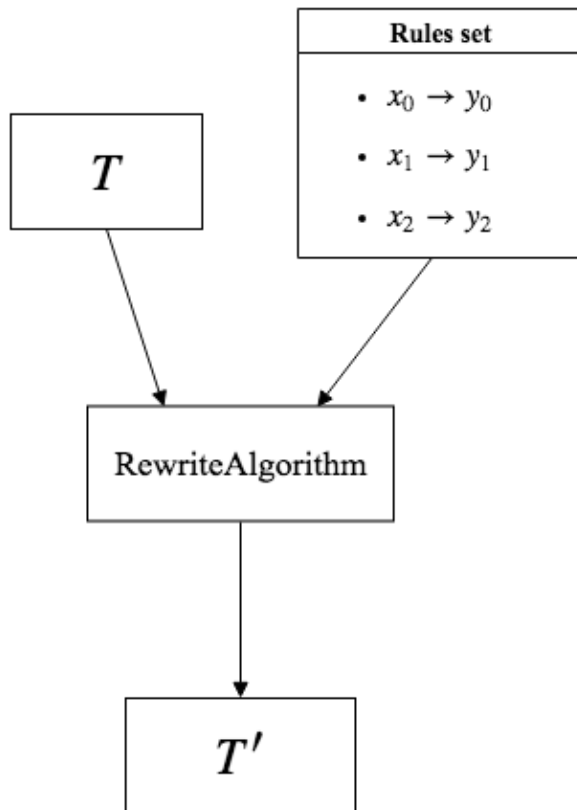 Rules set
• x₀ → y₀
T
• x₁ → y₁
• x₂ → y₂
RewriteAlgorithm
T′